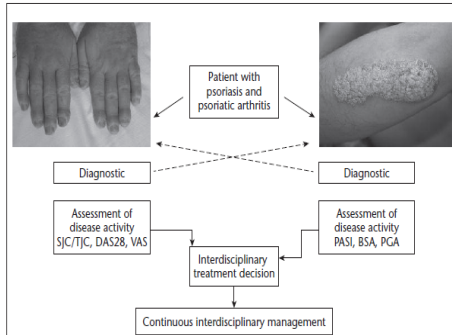 Patient with
psoriasis and
psoriatic arthritis
Diagnostic
Diagnostic
Assessment of
disease activity
SJC/TJC, DAS28, VAS
Assessment of
disease activity
PASI, BSA, PGA
Interdisciplinary
treatment decision
Continuous interdisciplinary management